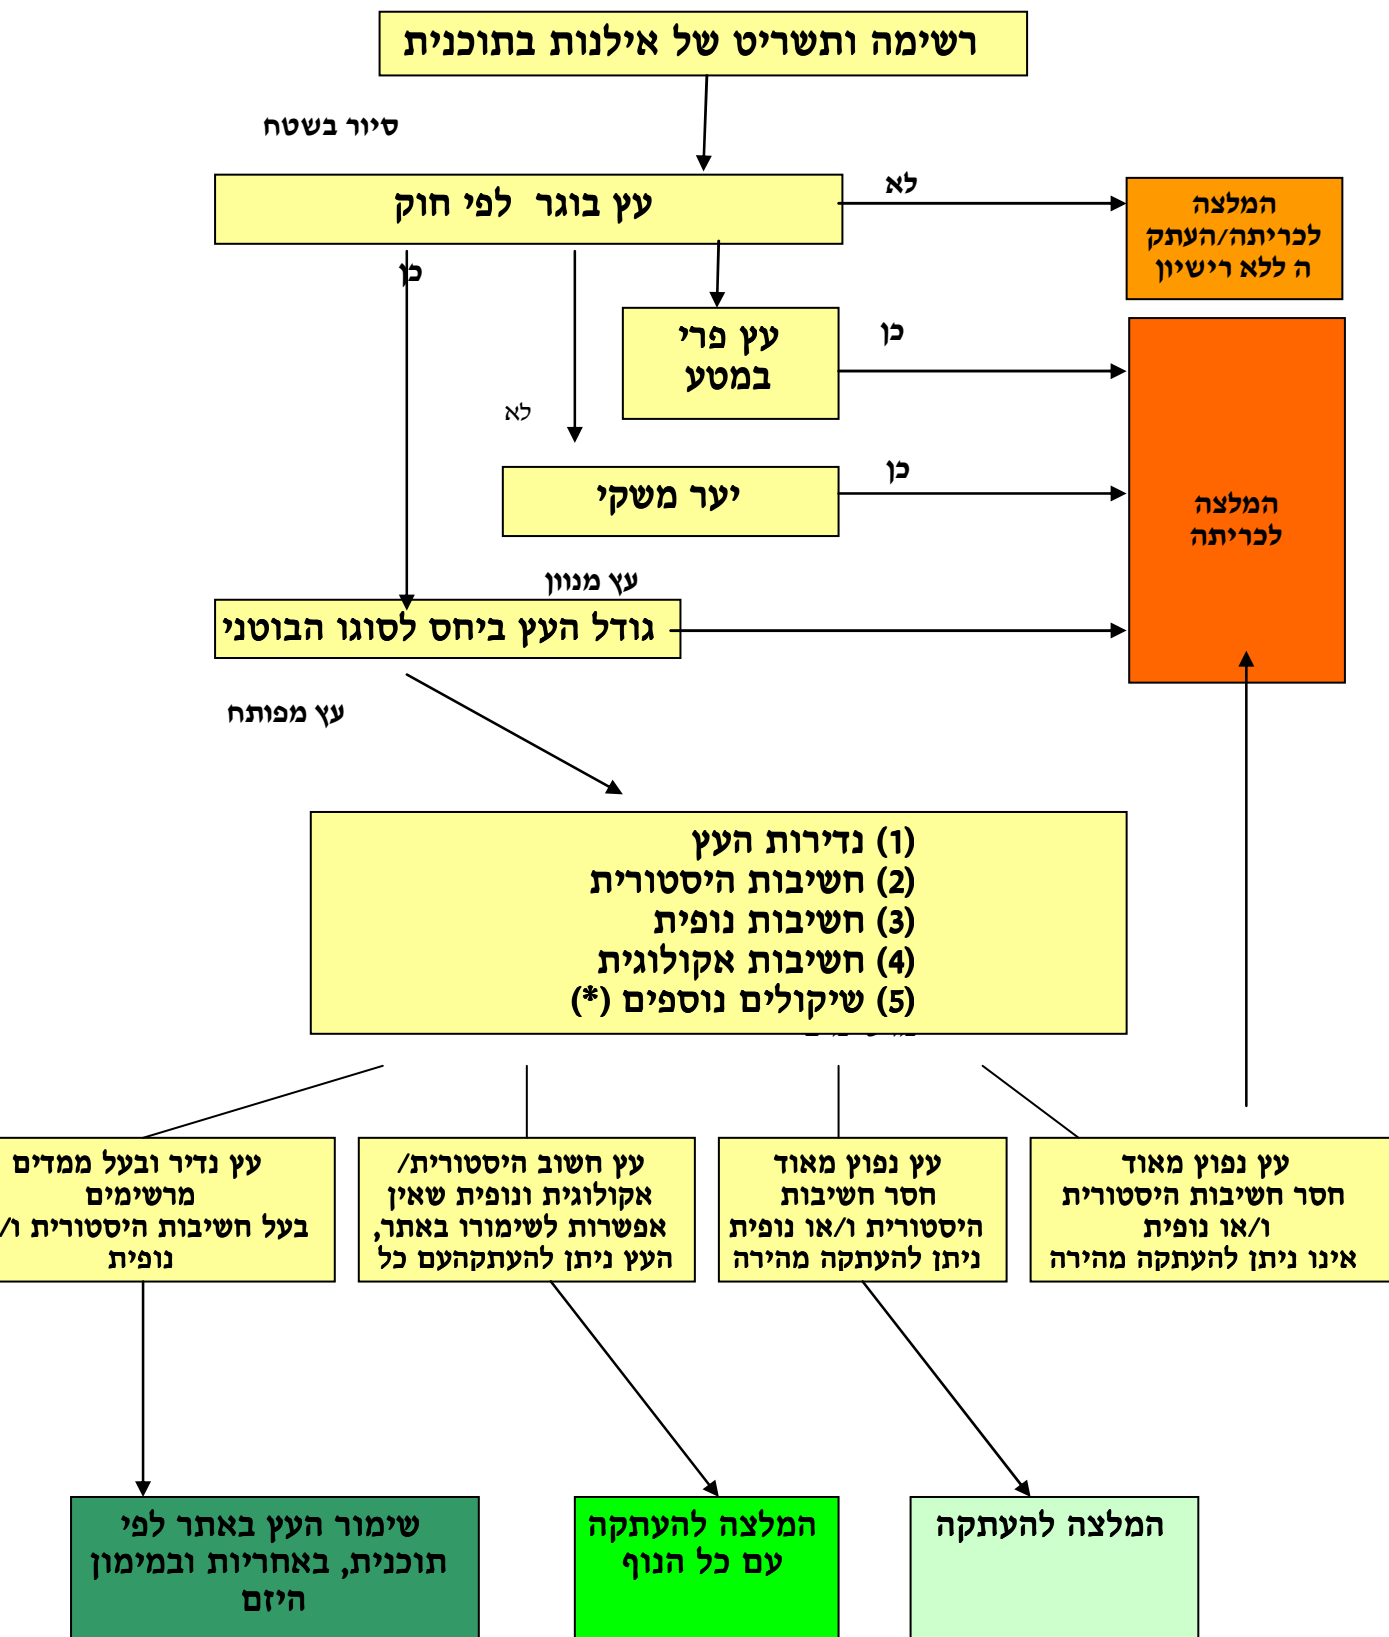 רשימה ותשריט של אילנות בתוכנית
סיור בשטח
עץ בוגר לפי חוק
לא
המלצה
לכריתה/העתק
ה ללא רישיון
כן
עץ פרי
במטע
כן
לא
יער משקי
כן
המלצה
לכריתה
עץ מנוון
גודל העץ ביחס לסוגו הבוטני
עץ מפותח
(1) נדירות העץ
(2) חשיבות היסטורית
(3) חשיבות נופית
(4) חשיבות אקולוגית
(5) שיקולים נוספים (*)
עץ נפוץ מאוד
חסר חשיבות היסטורית
ו/או נופית
אינו ניתן להעתקה מהירה
עץ נפוץ מאוד
חסר חשיבות
היסטורית ו/או נופית
ניתן להעתקה מהירה
עץ חשוב היסטורית/
אקולוגית ונופית שאין
אפשרות לשימורו באתר,
העץ ניתן להעתקהעם כל
עץ נדיר ובעל ממדים
מרשימים
בעל חשיבות היסטורית ו/
נופית
המלצה להעתקה
המלצה להעתקה
עם כל הנוף
שימור העץ באתר לפי
תוכנית, באחריות ובמימון
היזם